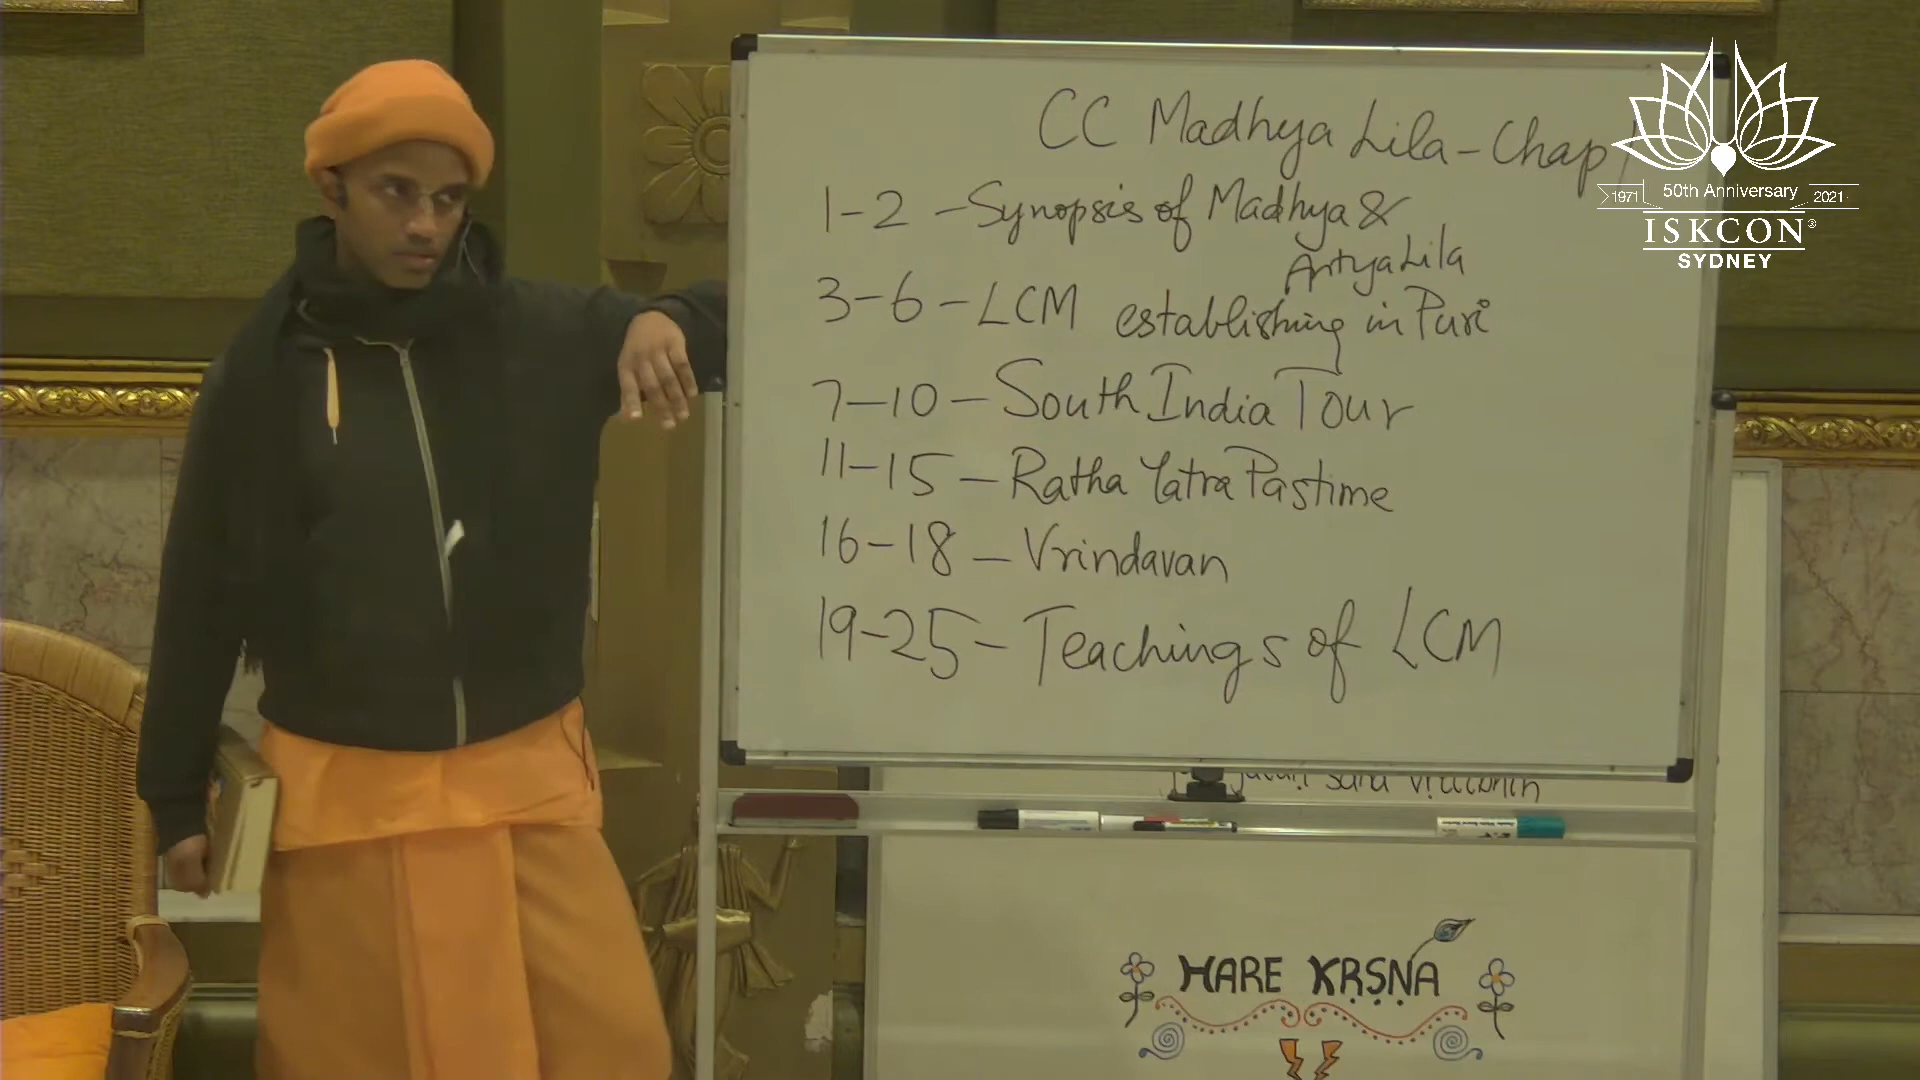 CC Madhya Lila - Chap 1
1-2 - Synopsis of Madhya &
Antya Lila
3-6 - LCM establishing in Puri
7-10 - South India Tour
11-15 - Ratha Yatra Pastime
16-18 - Vrindavan
19-25 - Teachings of LCM
HARE KRṢṆA
1971 50th Anniversary 2021
ISKCON®
SYDNEY